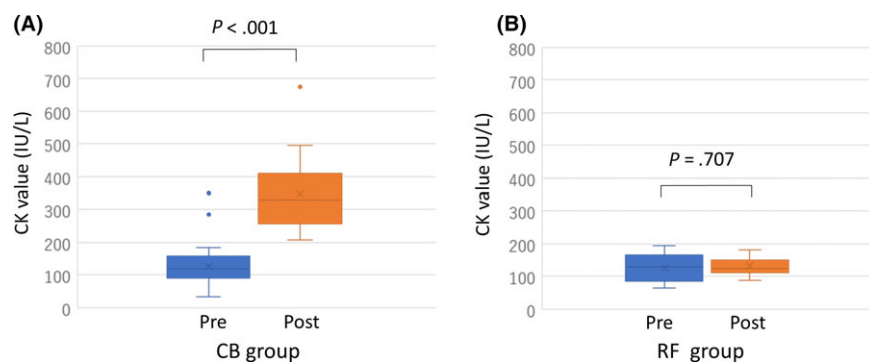 (A)
P < .001
CK value (IU/L)
800
700
600
500
400
300
200
100
0
Pre Post
CB group
(B)
P = .707
CK value (IU/L)
800
700
600
500
400
300
200
100
0
Pre Post
RF group